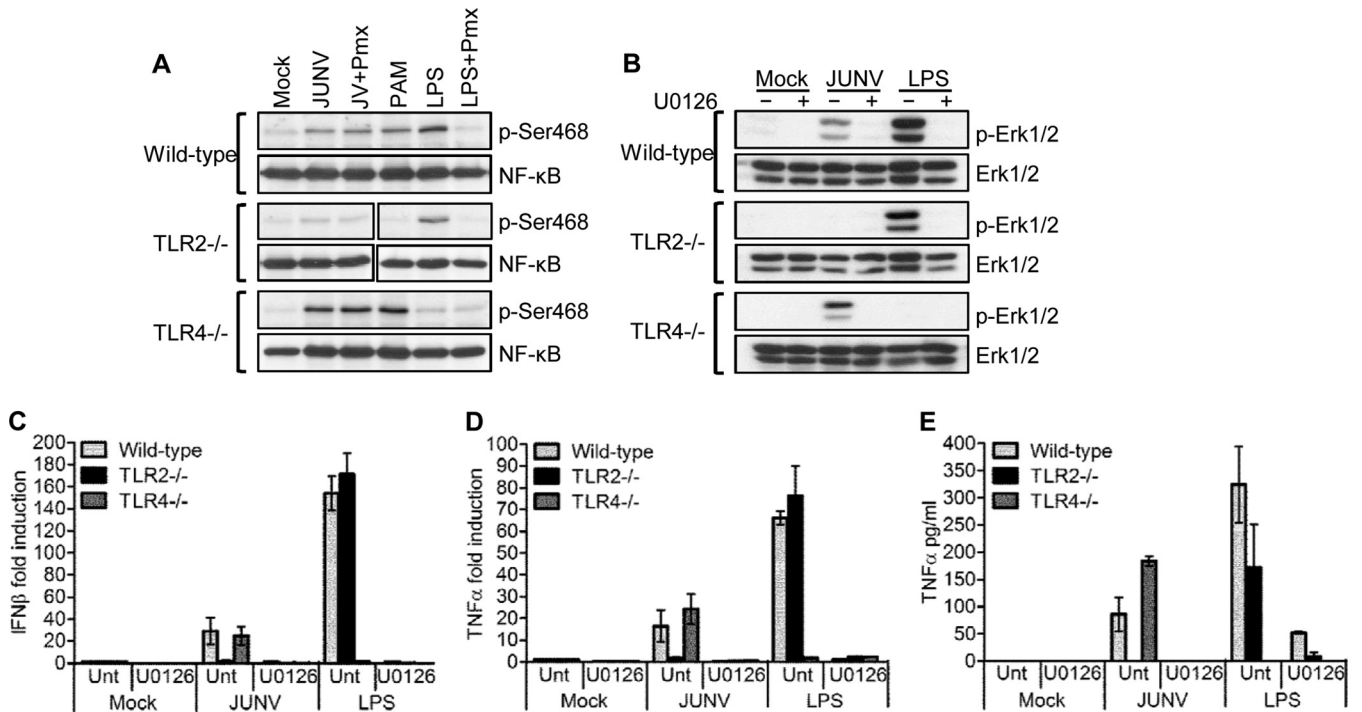 A
Mock
JUNV
JV+Pmx
PAM
LPS
LPS+Pmx
Wild-type
p-Ser468
NF-κB
TLR2-/-
p-Ser468
NF-κB
TLR4-/-
p-Ser468
NF-κB
B
Mock JUNV LPS
U0126 – + – + – +
Wild-type
p-Erk1/2
Erk1/2
TLR2-/-
p-Erk1/2
Erk1/2
TLR4-/-
p-Erk1/2
Erk1/2
C
IFNβ fold induction
200
180
160
140
120
100
80
60
40
20
0
Wild-type
TLR2-/-
TLR4-/-
Unt U0126 Unt U0126 Unt U0126
Mock JUNV LPS
D
TNFα fold induction
100
90
80
70
60
50
40
30
20
10
0
Wild-type
TLR2-/-
TLR4-/-
Unt U0126 Unt U0126 Unt U0126
Mock JUNV LPS
E
TNFα pg/ml
400
350
300
250
200
150
100
50
0
Wild-type
TLR2-/-
TLR4-/-
Unt U0126 Unt U0126 Unt U0126
Mock JUNV LPS